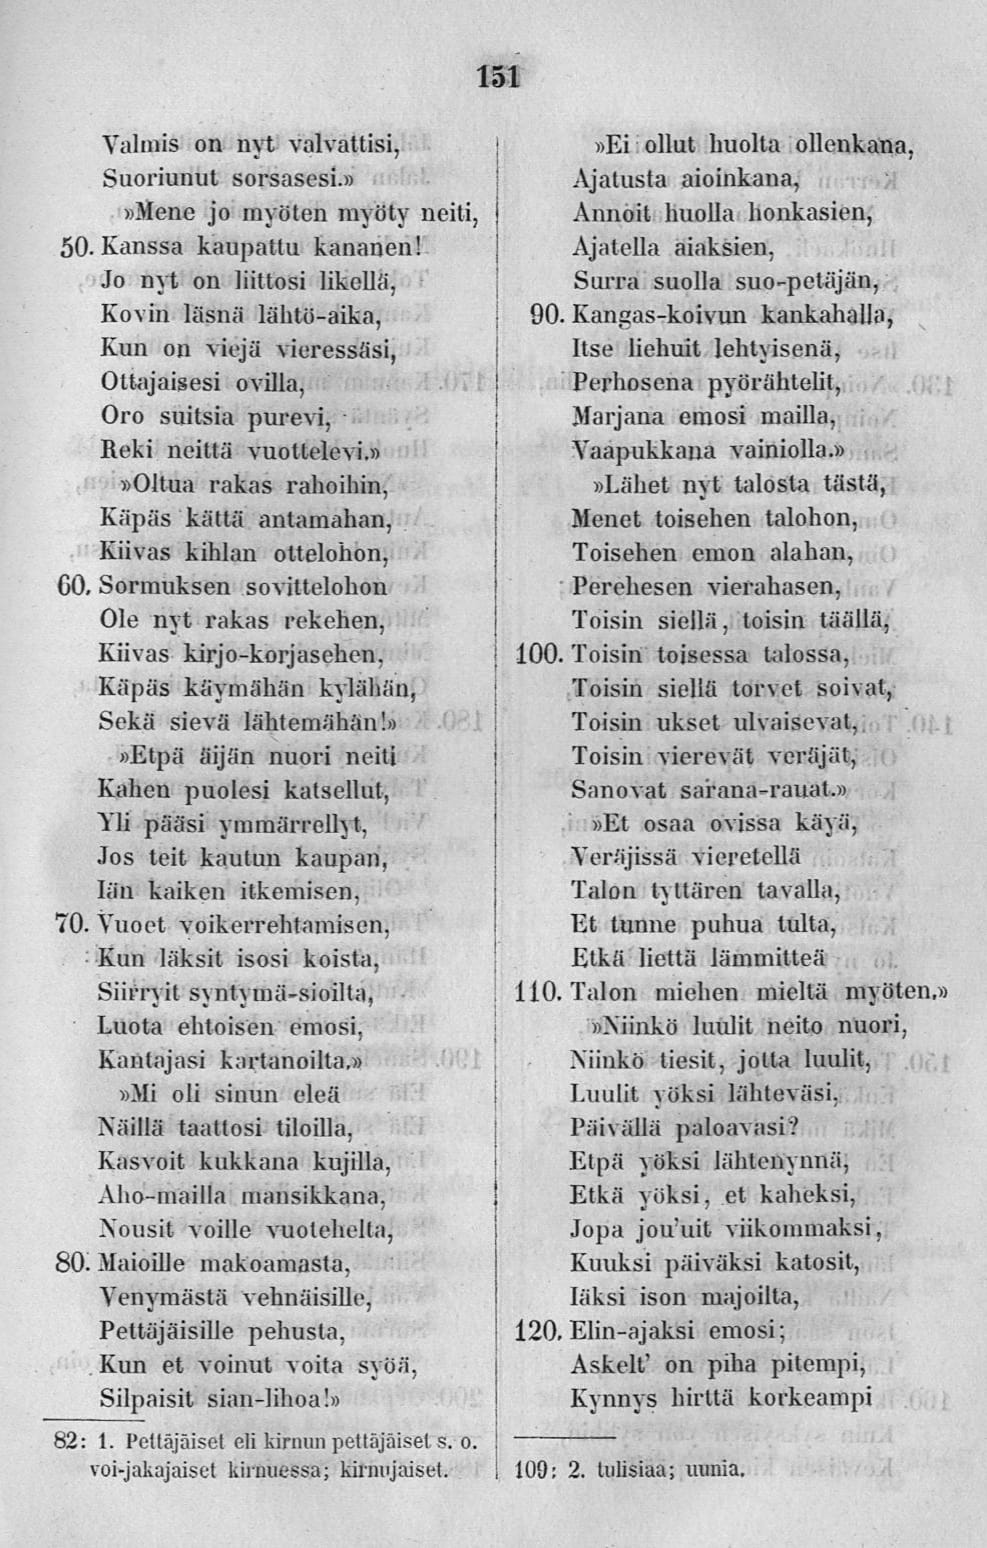 151
Valmis on nyt valvattisi,
Suoriunut sorsasesi.»
»Mene jo myöten myöty neiti,
50. Kanssa kaupattu kananen!
Jo nyt on liittosi likellä,
Kovin läsnä lähtö-aika,
Kun on viejä vieressäsi,
Ottajaisesi ovilla,
Oro suitsia purevi,
Reki neittä vuottelevi.»
»Oltua rakas rahoihin,
Käpäs kättä antamahan,
Kiivas kihlan ottelohon,
60. Sormuksen sovittelohon
Ole nyt rakas rekehen,
Kiivas kirjo-korjasehen,
Käpäs käymähän kylähän,
Sekä sievä lähtemähän!»
»Etpä äijän nuori neiti
Kahen puolesi katsellut,
Yli pääsi ymmärrellyt,
Jos teit kautun kaupan,
Iän kaiken itkemisen,
70. Vuoet voikerrehtamisen,
Kun läksit isosi koista,
Siirryit syntymä-sioilta,
Luota ehtoisen emosi,
Kantajasi kartanoilta.»
»Mi oli sinun eleä
Näillä taattosi tiloilla,
Kasvoit kukkana kujilla,
Aho-mailla mansikkana,
Nousit voille vuotehelta,
80. Maioille makoamasta,
Venymästä vehnäisille,
Pettäjäisille pehusta,
Kun et voinut voita syöä,
Silpaisit sian-lihoa!»
82: 1. Pettäjäiset eli kirnun pettäjäiset s. o.
voi-jakajaiset kirnuessa; kirnujaiset.
»Ei ollut huolta ollenkana,
Ajatusta aioinkana,
Annoit huolla honkasien,
Ajatella aiaksien,
Surra suolla suo-petäjän,
90. Kangas-koivun kankahalla,
Itse liehuit lehtyisenä,
Perhosena pyörähtelit,
Marjana emosi mailla,
Vaapukkana vainiolla.»
»Lähet nyt talosta tästä,
Menet toisehen talohon,
Toisehen emon alahan,
Perehesen vierahasen,
Toisin siellä, toisin täällä,
100. Toisin toisessa talossa,
Toisin siellä torvet soivat,
Toisin ukset ulvaisevat,
Toisin vierevät veräjät,
Sanovat sarana-rauat.»
»Et osaa ovissa käyä,
Veräjissä vieretellä
Talon tyttären tavalla,
Et tunne puhua tulta,
Etkä liettä lämmitteä
110. Talon miehen mieltä myöten.»
»Niinkö luulit neito nuori,
Niinkö tiesit, jotta luulit,
Luulit yöksi lähteväsi,
Päivällä paloavasi?
Etpä yöksi lähtenynnä,
Etkä yöksi, et kaheksi,
Jopa jou'uit viikommaksi,
Kuuksi päiväksi katosit,
Iäksi ison majoilta,
120. Elin-ajaksi emosi;
Askelt' on piha pitempi,
Kynnys hirttä korkeampi
109: 2. tulisiaa; uunia.